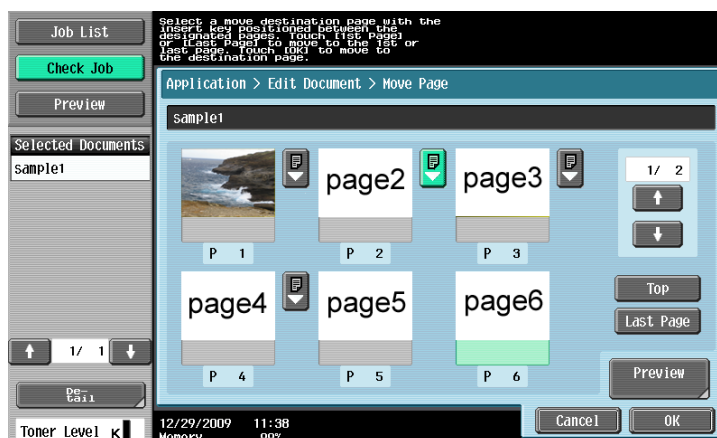 Job List
Check Job
Preview
Selected Documents
sample1
1/ 1
De-
tail
Toner Level K
Select a move destination page with the
insert key positioned between the
designated pages. Touch [1st Page]
or [Last Page] to move to the 1st or
last page. Touch [OK] to move to
the destination page.
Application > Edit Document > Move Page
sample1
page2
page3
P 1
P 2
P 3
1/ 2
page4
page5
page6
P 4
P 5
P 6
Top
Last Page
Preview
12/29/2009 11:38
Memory 00%
Cancel
OK